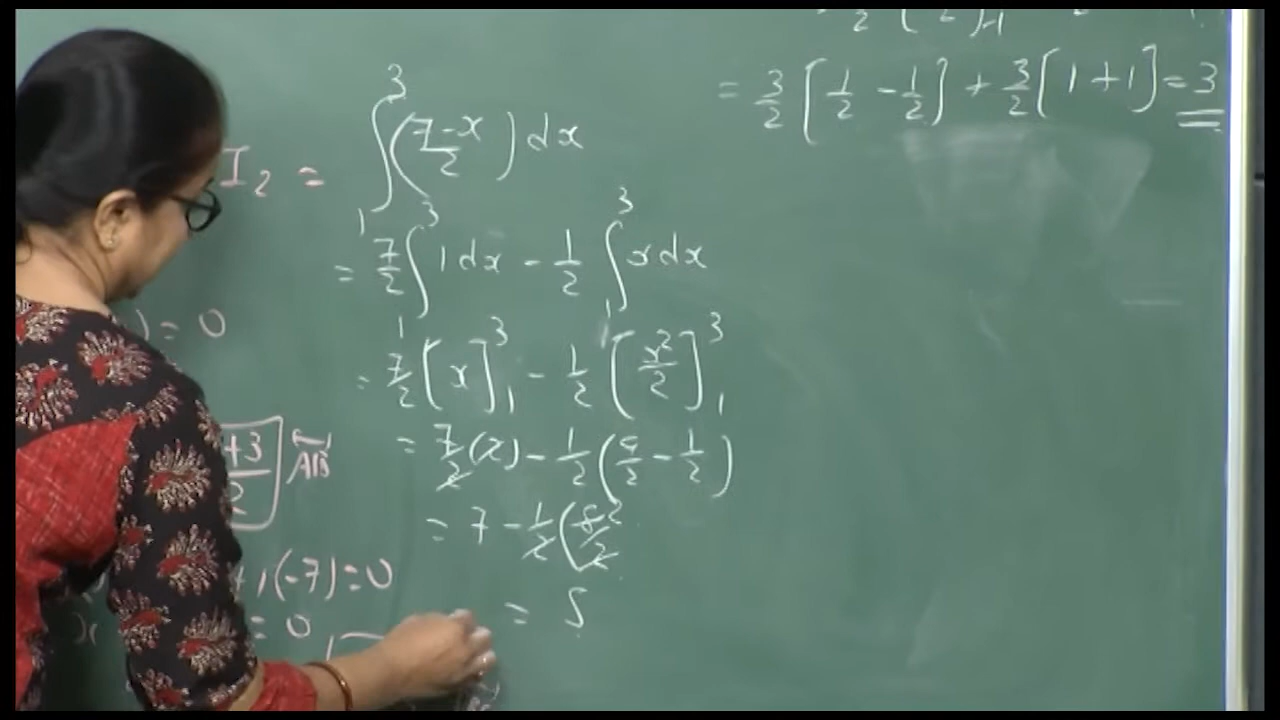 = 3/2 [1/2 - 1/2] + 3/2 [1 + 1] = 3
I₂ = ∫₁³ (7-x)/2 dx
= 7/2 ∫₁³ 1 dx - 1/2 ∫₁³ x dx
= 7/2 [x]₁³ - 1/2 [x²/2]₁³
= 7/2 (2) - 1/2 (9/2 - 1/2)
= 7 - 1/2 (8/2 2
= 5
) = 0
+3/2 AB
+ 1(-7) = 0
= 0